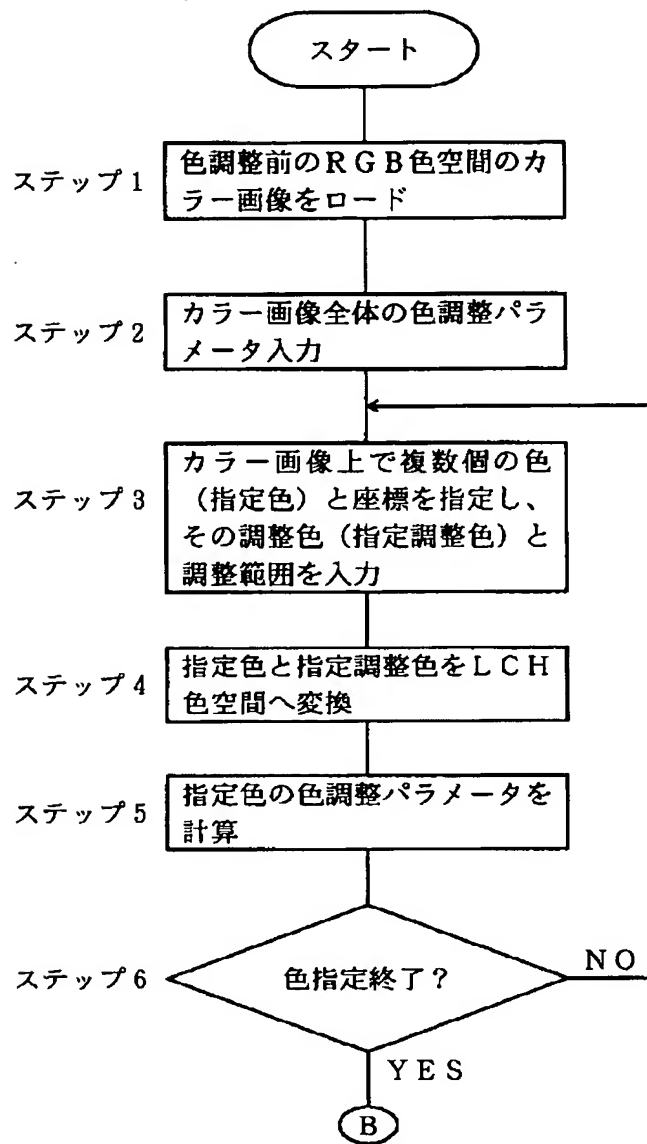 スタート
ステップ1
色調整前のRGB色空間のカ
ラー画像をロード
ステップ2
カラー画像全体の色調整パラ
メータ入力
ステップ3
カラー画像上で複数個の色
(指定色)と座標を指定し、
その調整色(指定調整色)と
調整範囲を入力
ステップ4
指定色と指定調整色をLCH
色空間へ変換
ステップ5
指定色の色調整パラメータを
計算
ステップ6
色指定終了?
NO
YES
B